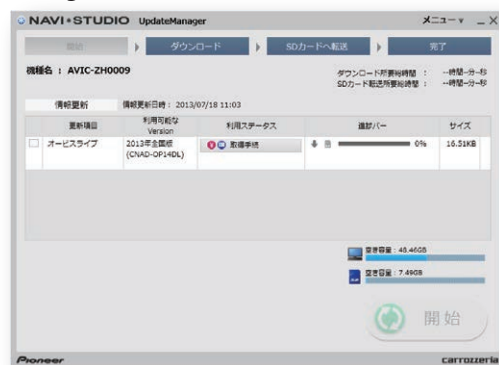 NAVI•STUDIO UpdateManager メニュー
開始 ダウンロード SDカードへ転送 完了
機種名 : AVIC-ZH0009 ダウンロード所要総時間 : --時間--分--秒
SDカード転送所要総時間 : --時間--分--秒
情報更新 情報更新日時 : 2013/07/18 11:03
更新項目 利用可能な Version 利用ステータス 進捗バー サイズ
オービスライブ 2013年全国版 取得手続 0% 16.51KB
(CNAD-OP14DL)
空き容量 : 48.46GB
空き容量 : 7.49GB
開始
Pioneer carrozzeria